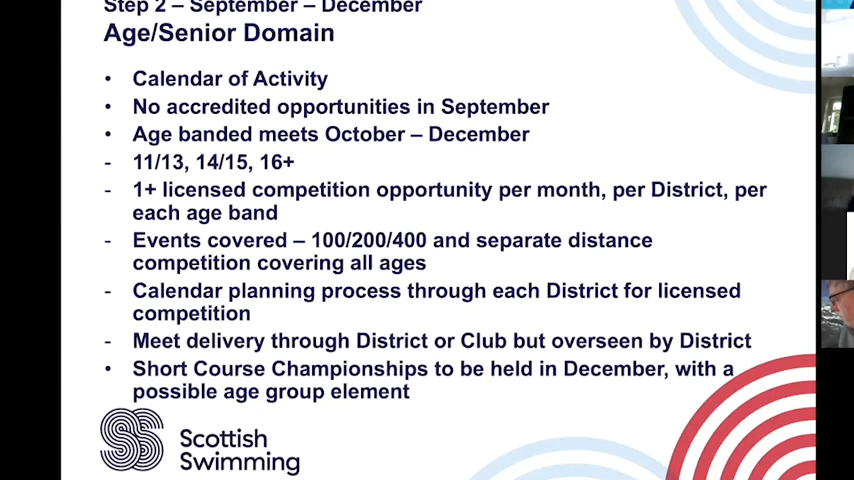 Step 2 – September – December
Age/Senior Domain
• Calendar of Activity
• No accredited opportunities in September
• Age banded meets October – December
- 11/13, 14/15, 16+
- 1+ licensed competition opportunity per month, per District, per
each age band
- Events covered – 100/200/400 and separate distance
competition covering all ages
- Calendar planning process through each District for licensed
competition
- Meet delivery through District or Club but overseen by District
• Short Course Championships to be held in December, with a
possible age group element
Scottish
Swimming